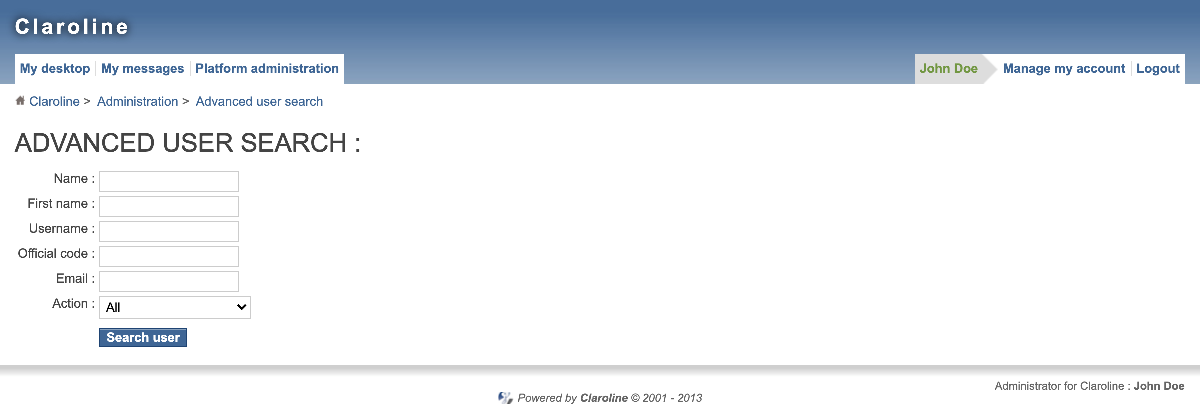 Claroline
My desktop My messages Platform administration John Doe Manage my account Logout
Claroline > Administration > Advanced user search
ADVANCED USER SEARCH :
Name :
First name :
Username :
Official code :
Email :
Action : All
Search user
Administrator for Claroline : John Doe
Powered by Claroline © 2001 - 2013